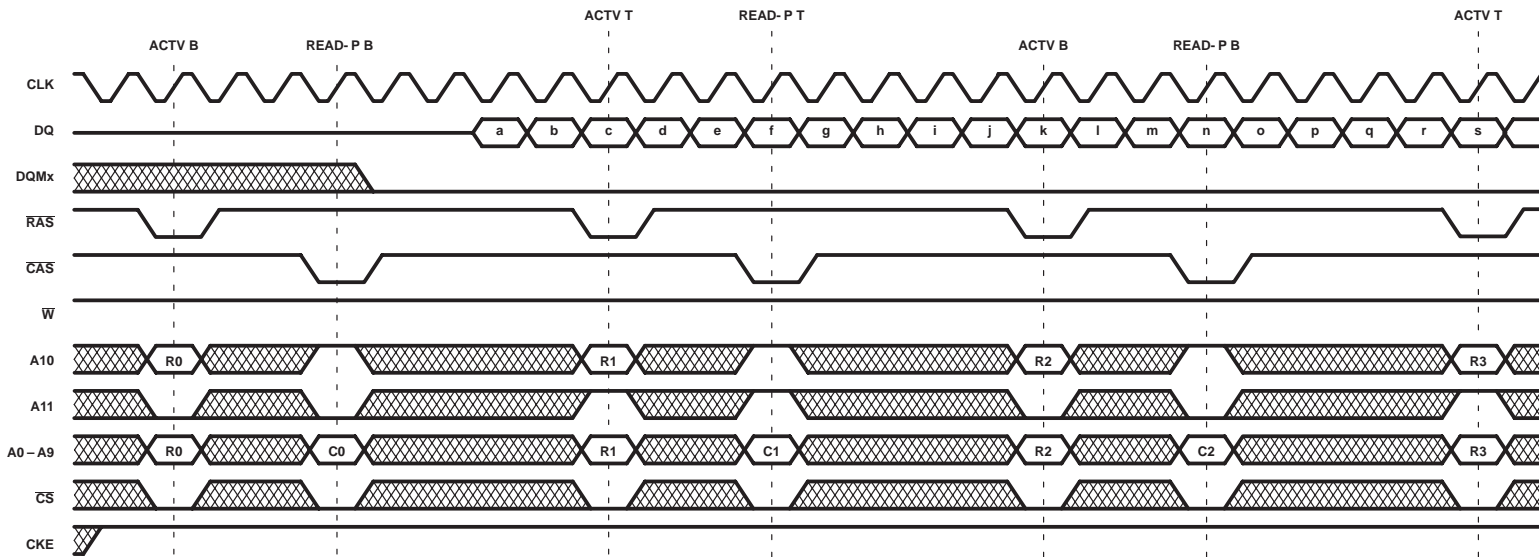 ACTV T READ- P T ACTV T
ACTV B READ- P B ACTV B READ- P B
CLK
DQ a b c d e f g h i j k l m n o p q r s
DQMx
RAS
CAS
W
A10 R0 R1 R2 R3
A11
A0 – A9 R0 C0 R1 C1 R2 C2 R3
CS
CKE